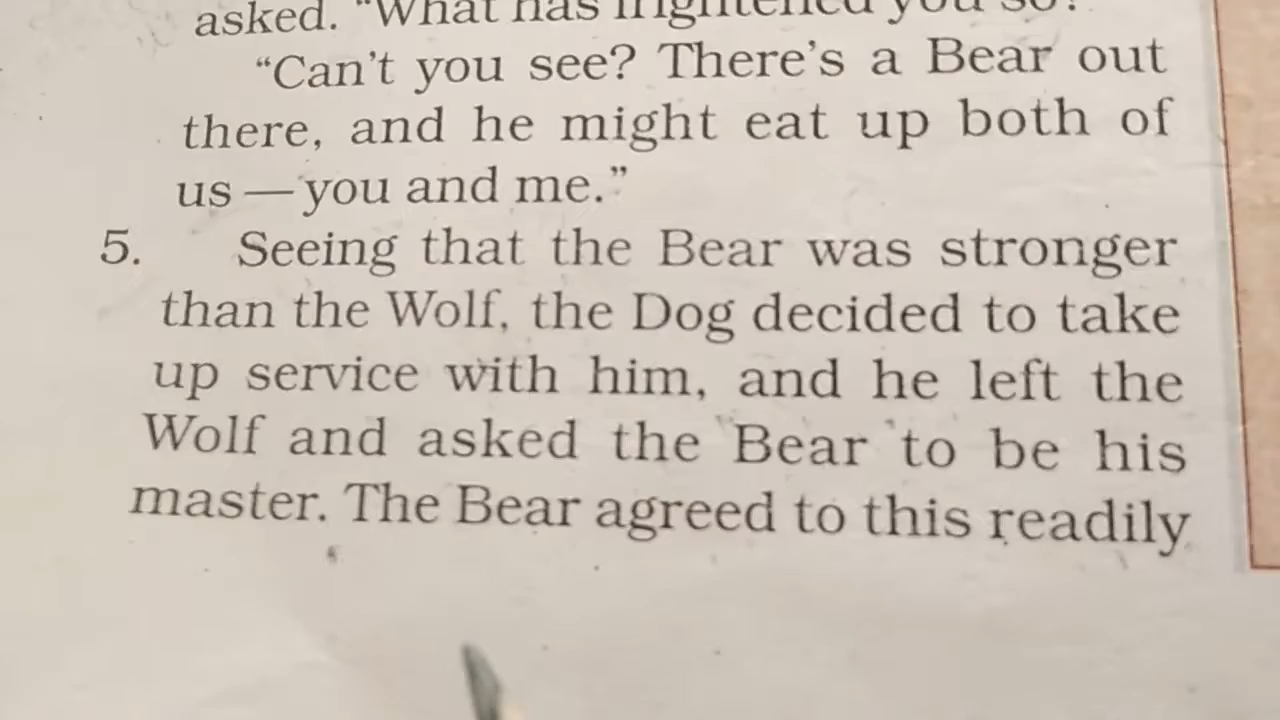 asked. “What has frightened you so?
“Can’t you see? There’s a Bear out
there, and he might eat up both of
us — you and me.”
5. Seeing that the Bear was stronger
than the Wolf, the Dog decided to take
up service with him, and he left the
Wolf and asked the Bear to be his
master. The Bear agreed to this readily